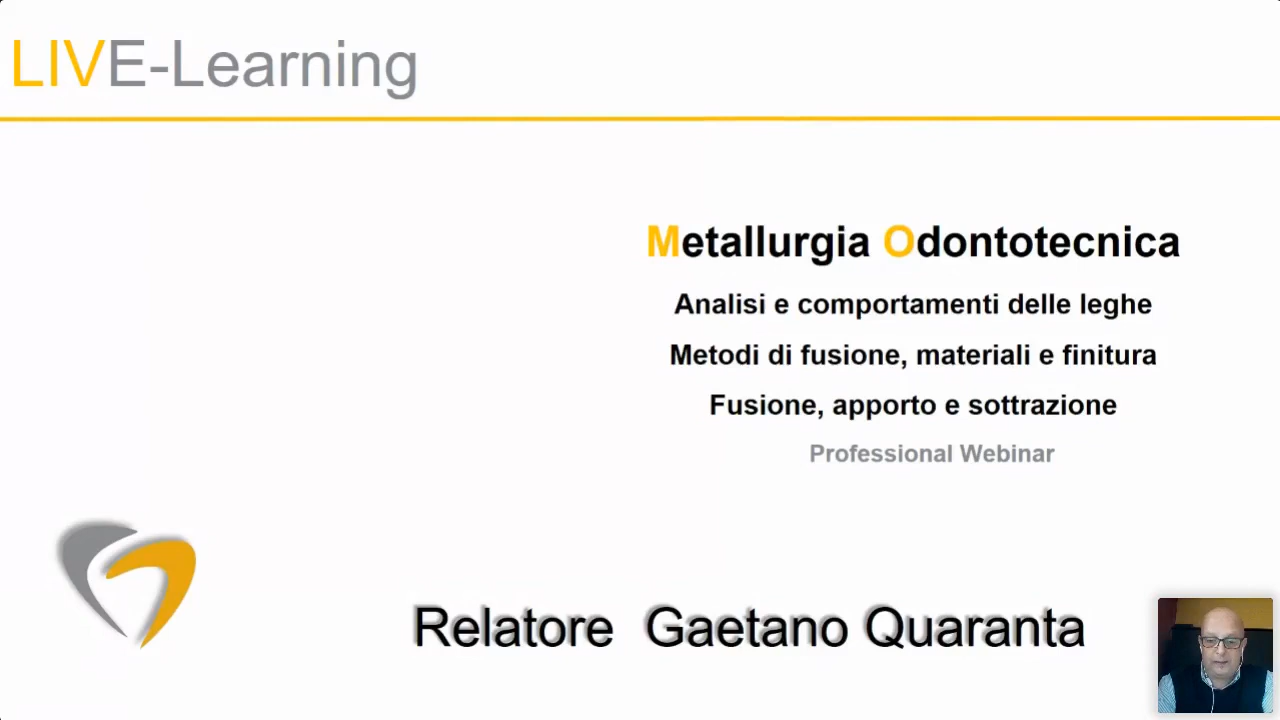 LIVE-Learning
Metallurgia Odontotecnica
Analisi e comportamenti delle leghe
Metodi di fusione, materiali e finitura
Fusione, apporto e sottrazione
Professional Webinar
Relatore Gaetano Quaranta